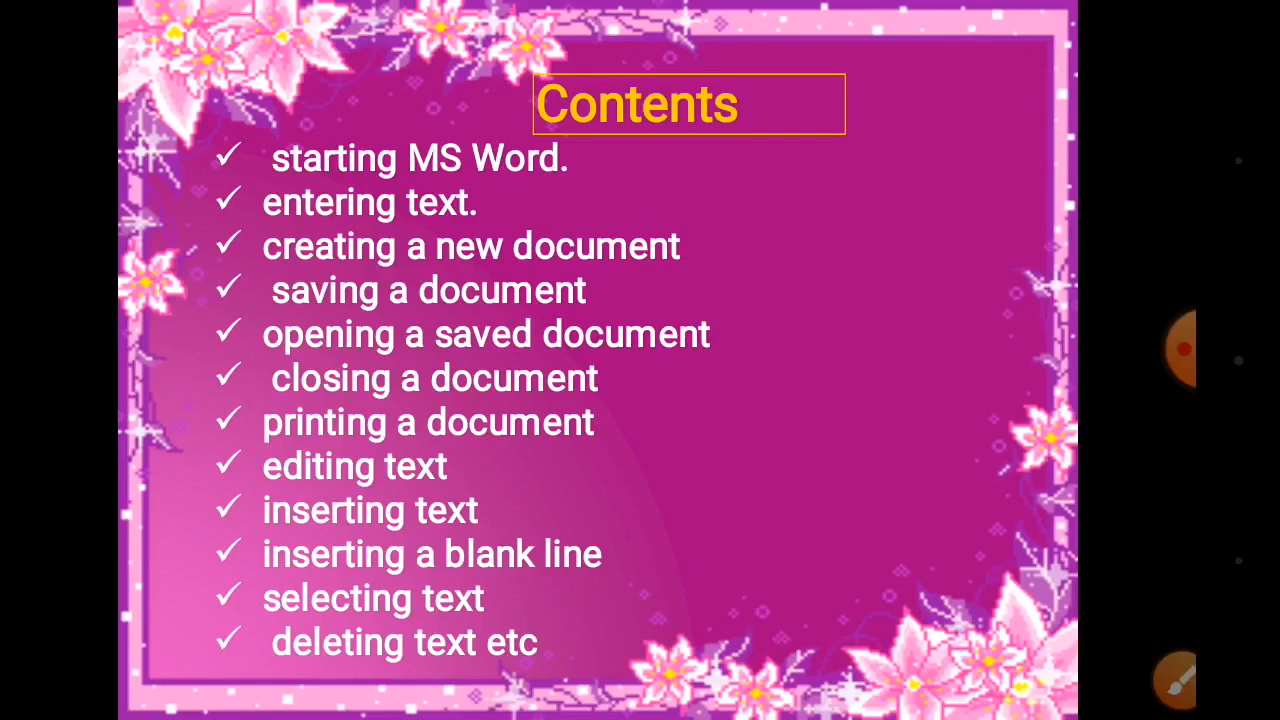 Contents
starting MS Word.
entering text.
creating a new document
saving a document
opening a saved document
closing a document
printing a document
editing text
inserting text
inserting a blank line
selecting text
deleting text etc